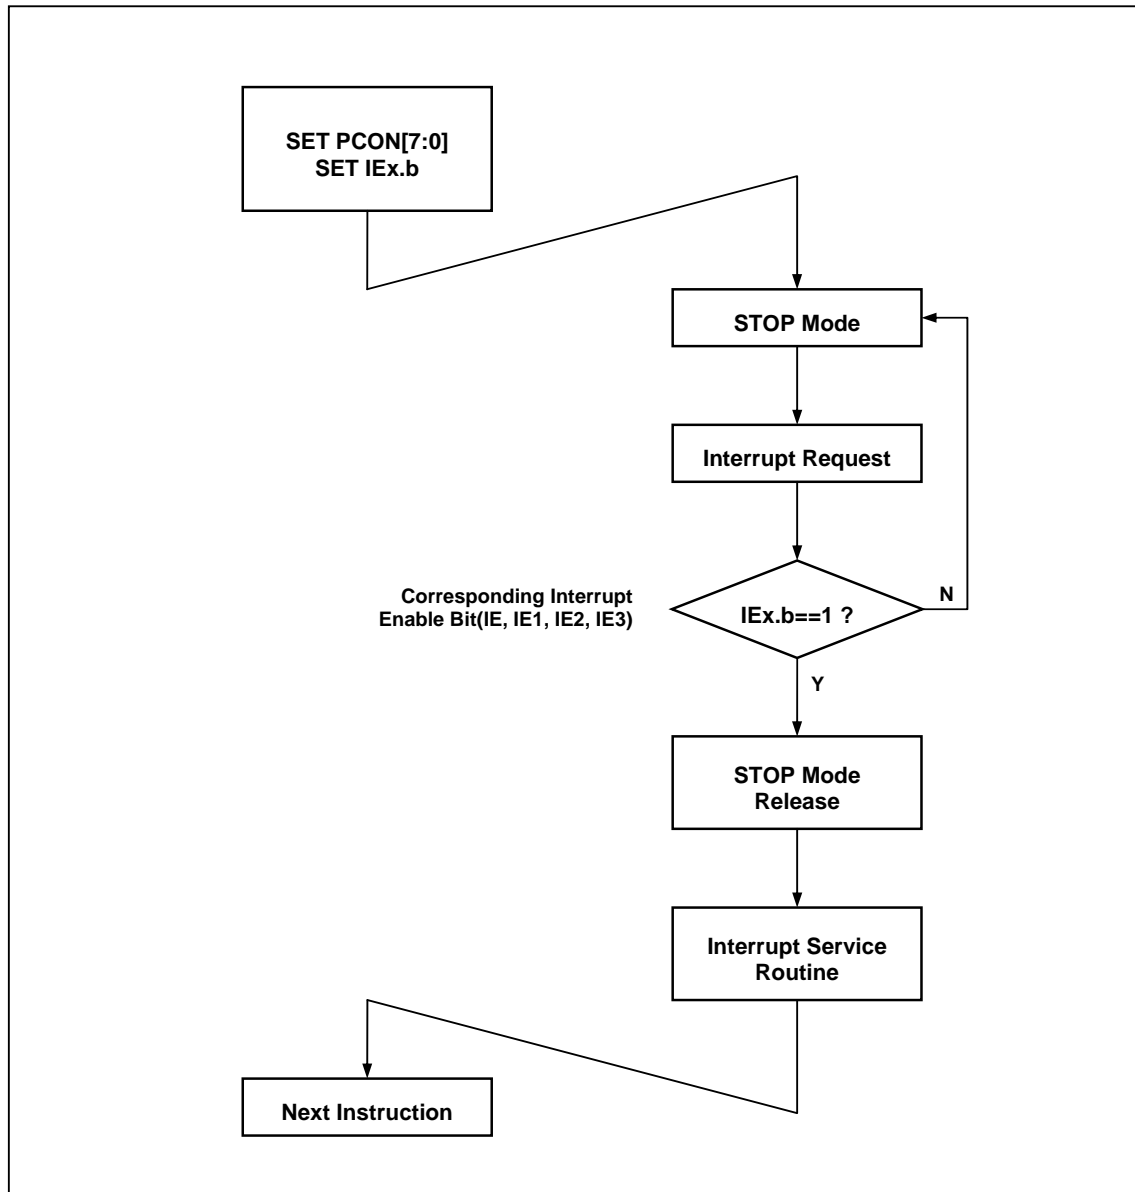 SET PCON[7:0]
SET IEx.b
STOP Mode
Interrupt Request
Corresponding Interrupt
Enable Bit(IE, IE1, IE2, IE3)
IEx.b==1 ?
N
Y
STOP Mode
Release
Interrupt Service
Routine
Next Instruction